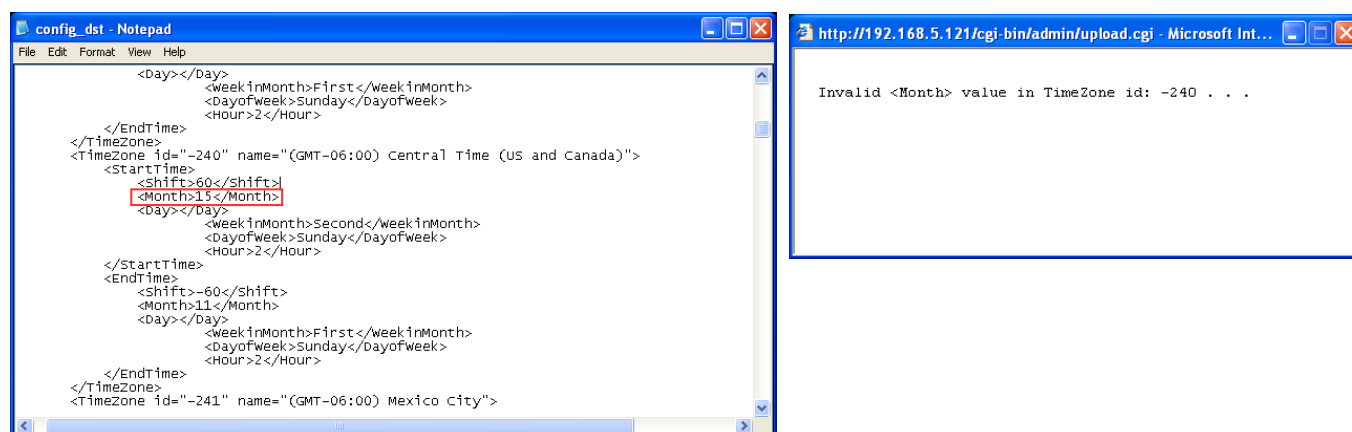 config_dst - Notepad
File Edit Format View Help
<Day></Day>
<WeekinMonth>First</WeekinMonth>
<DayofWeek>Sunday</DayofWeek>
<Hour>2</Hour>
</EndTime>
</TimeZone>
<TimeZone id="-240" name="(GMT-06:00) Central Time (US and Canada)">
<StartTime>
<Shift>60</Shift>
<Month>15</Month>
<Day></Day>
<WeekinMonth>Second</WeekinMonth>
<DayofWeek>Sunday</DayofWeek>
<Hour>2</Hour>
</StartTime>
<EndTime>
<Shift>-60</Shift>
<Month>11</Month>
<Day></Day>
<WeekinMonth>First</WeekinMonth>
<DayofWeek>Sunday</DayofWeek>
<Hour>2</Hour>
</EndTime>
</TimeZone>
<TimeZone id="-241" name="(GMT-06:00) Mexico City">
http://192.168.5.121/cgi-bin/admin/upload.cgi - Microsoft Int...
Invalid <Month> value in TimeZone id: -240 . . .